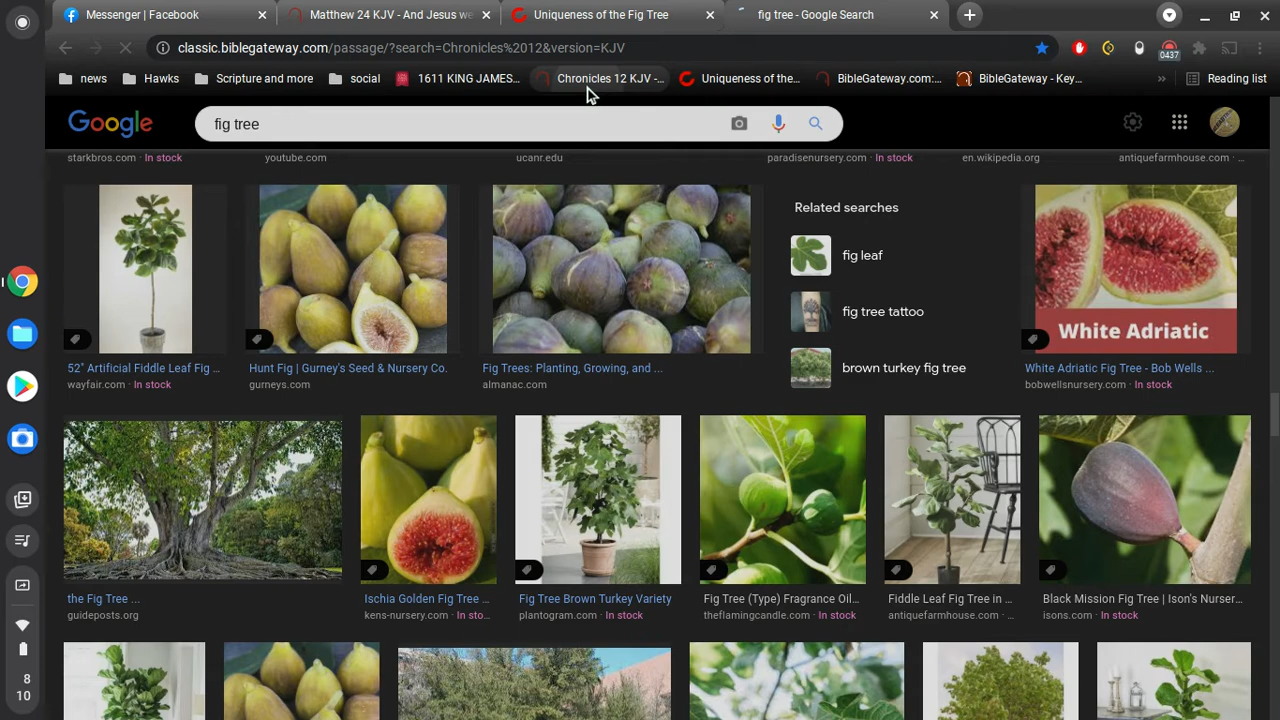 Messenger | Facebook
Matthew 24 KJV - And Jesus we
Uniqueness of the Fig Tree
fig tree - Google Search
classic.biblegateway.com/passage/?search=Chronicles%2012&version=KJV
0437
news
Hawks
Scripture and more
social
1611 KING JAMES...
Chronicles 12 KJV -...
Uniqueness of the...
BibleGateway.com:...
BibleGateway - Key...
Reading list
Google
fig tree
starkbros.com · In stock
youtube.com
ucanr.edu
paradisenursery.com · In stock
en.wikipedia.org
antiquefarmhouse.com · ...
Related searches
fig leaf
fig tree tattoo
brown turkey fig tree
White Adriatic
52" Artificial Fiddle Leaf Fig ...
wayfair.com · In stock
Hunt Fig | Gurney's Seed & Nursery Co.
gurneys.com
Fig Trees: Planting, Growing, and ...
almanac.com
White Adriatic Fig Tree - Bob Wells ...
bobwellsnursery.com · In stock
the Fig Tree ...
guideposts.org
Ischia Golden Fig Tree ...
kens-nursery.com · In sto...
Fig Tree Brown Turkey Variety
plantogram.com · In stock
Fig Tree (Type) Fragrance Oil...
theflamingcandle.com · In stock
Fiddle Leaf Fig Tree in ...
antiquefarmhouse.com · ...
Black Mission Fig Tree | Ison's Nurser...
isons.com · In stock
8
10